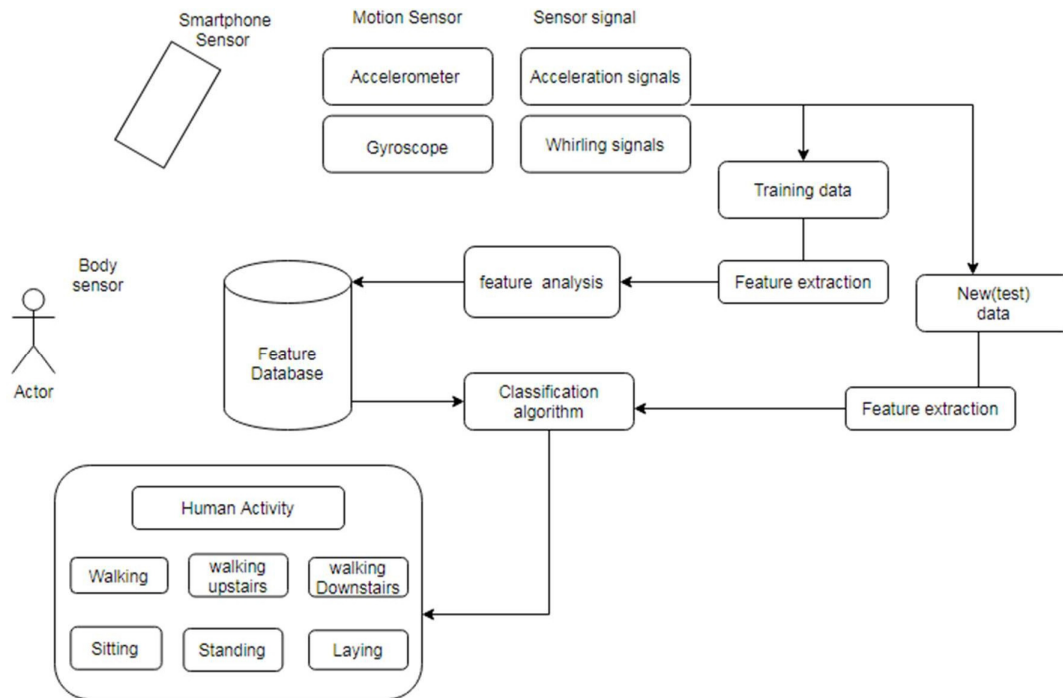 Smartphone
Sensor
Motion Sensor
Sensor signal
Accelerometer
Acceleration signals
Gyroscope
Whirling signals
Training data
Body
sensor
feature analysis
Feature extraction
New(test)
data
Feature
Database
Actor
Classification
algorithm
Feature extraction
Human Activity
Walking
walking
upstairs
walking
Downstairs
Sitting
Standing
Laying